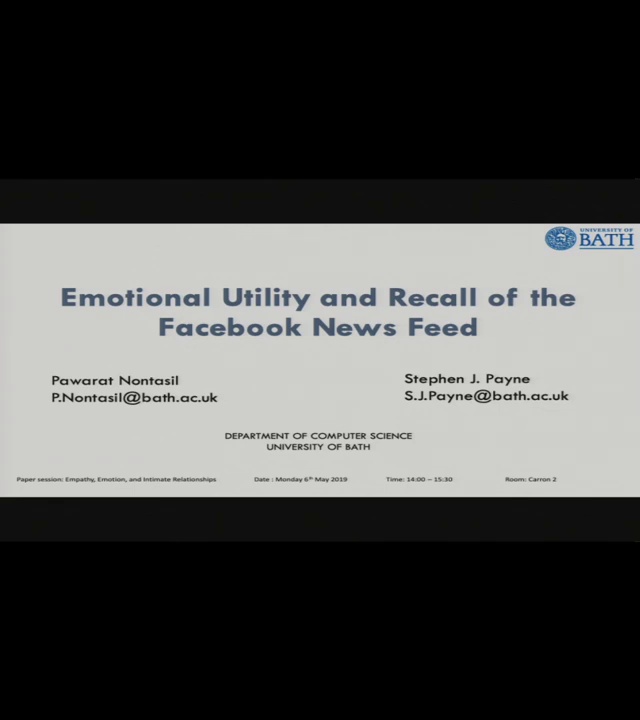 UNIVERSITY OF
BATH
Emotional Utility and Recall of the
Facebook News Feed
Pawarat Nontasil
P.Nontasil@bath.ac.uk
Stephen J. Payne
S.J.Payne@bath.ac.uk
DEPARTMENT OF COMPUTER SCIENCE
UNIVERSITY OF BATH
Paper session: Empathy, Emotion, and Intimate Relationships Date : Monday 6th May 2019 Time: 14:00 – 15:30 Room: Carron 2